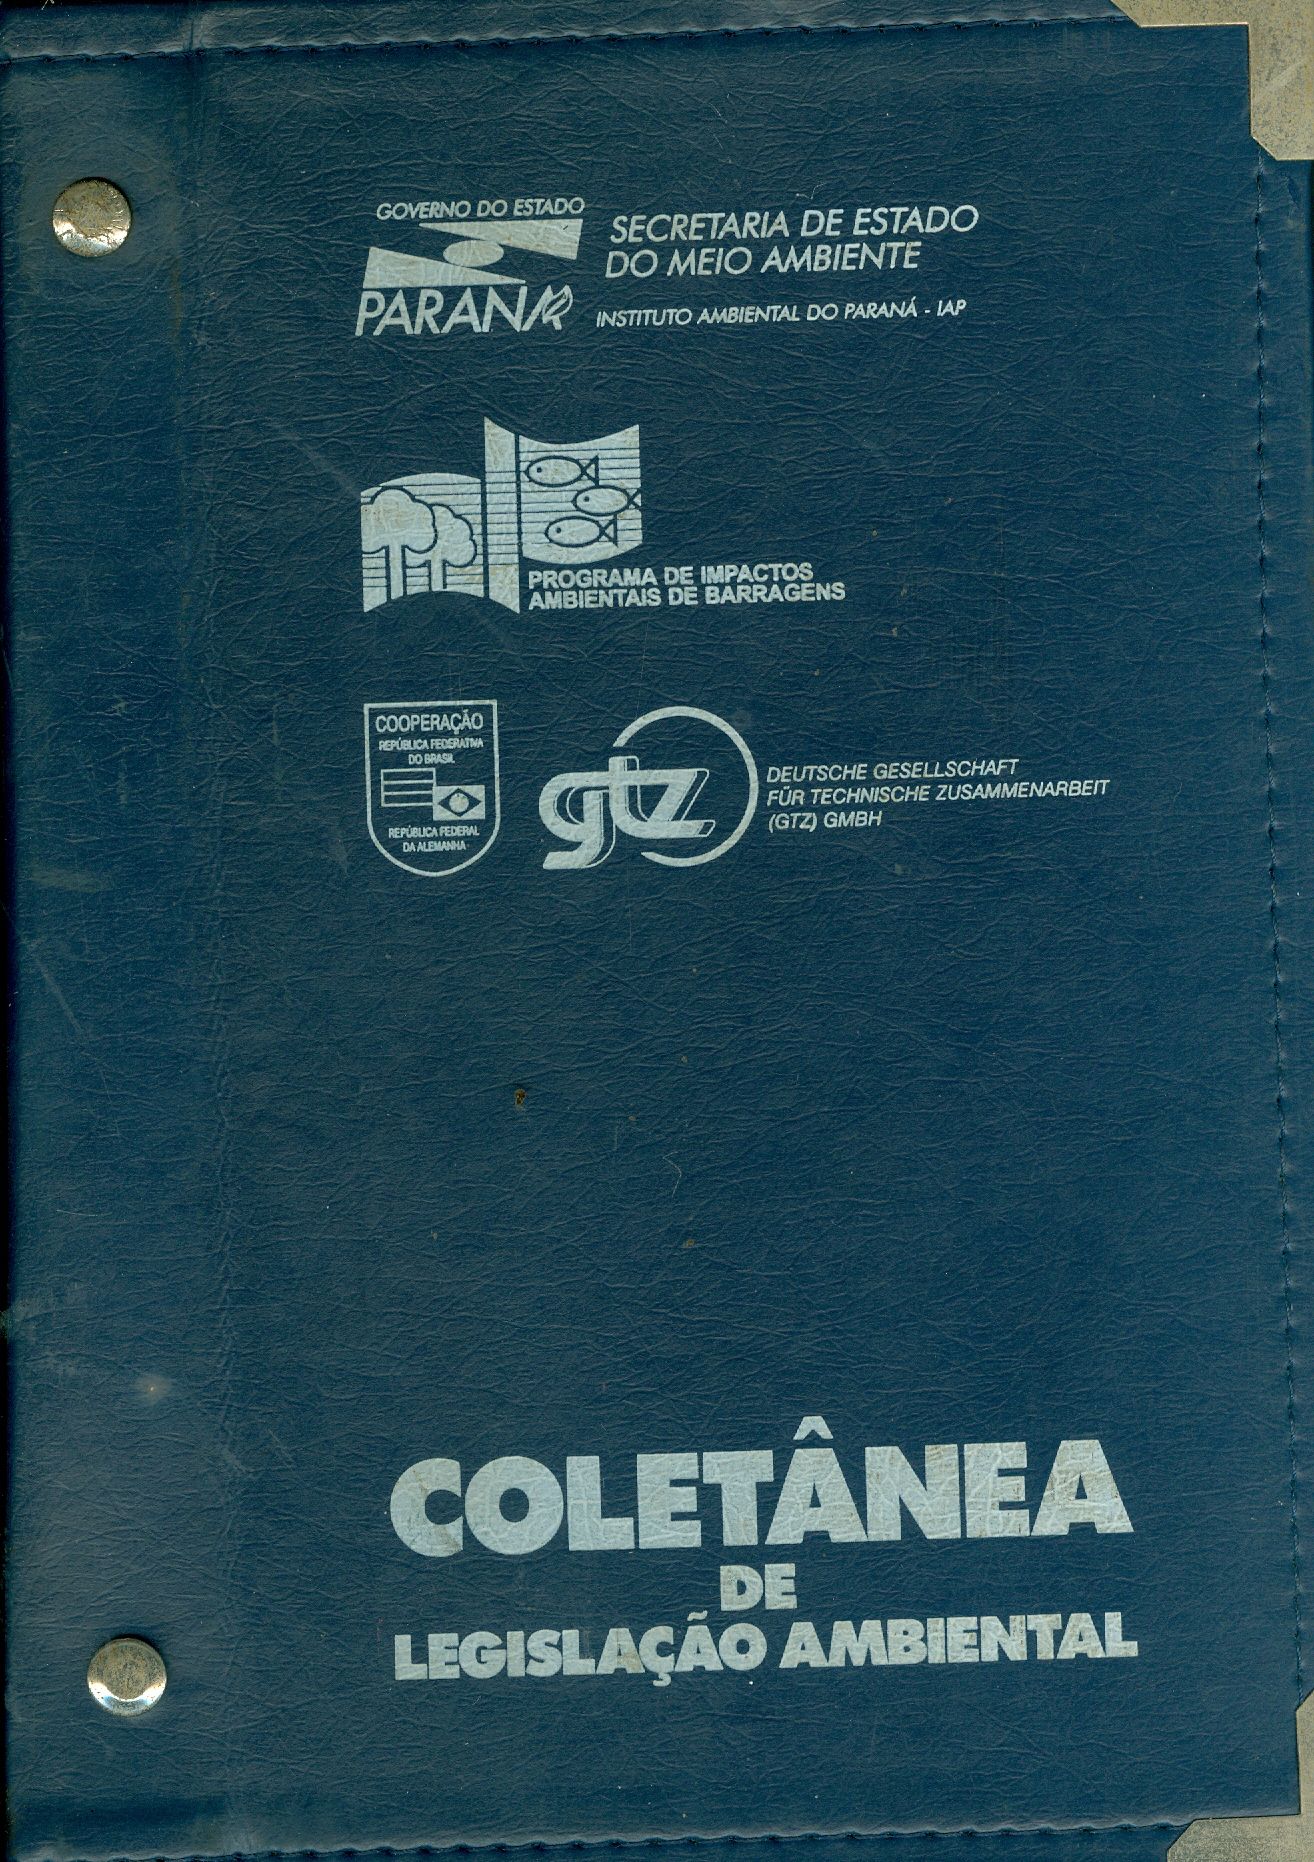 GOVERNO DO ESTADO
PARANÁ
SECRETARIA DE ESTADO
DO MEIO AMBIENTE
INSTITUTO AMBIENTAL DO PARANÁ - IAP
PROGRAMA DE IMPACTOS
AMBIENTAIS DE BARRAGENS
COOPERAÇÃO
REPÚBLICA FEDERATIVA
DO BRASIL
REPÚBLICA FEDERAL
DA ALEMANHA
gtz
DEUTSCHE GESELLSCHAFT
FÜR TECHNISCHE ZUSAMMENARBEIT
(GTZ) GMBH
COLETÂNEA
DE
LEGISLAÇÃO AMBIENTAL